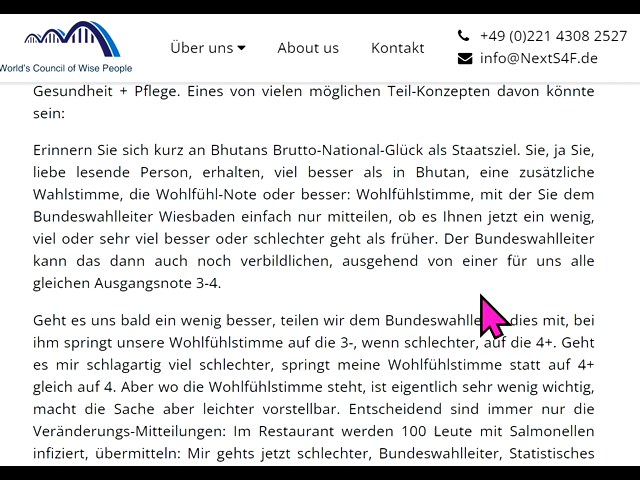 World's Council of Wise People
Über uns
About us
Kontakt
+49 (0)221 4308 2527
info@NextS4F.de
Gesundheit + Pflege. Eines von vielen möglichen Teil-Konzepten davon könnte
sein:
Erinnern Sie sich kurz an Bhutans Brutto-National-Glück als Staatsziel. Sie, ja Sie,
liebe lesende Person, erhalten, viel besser als in Bhutan, eine zusätzliche
Wahlstimme, die Wohlfühl-Note oder besser: Wohlfühlstimme, mit der Sie dem
Bundeswahlleiter Wiesbaden einfach nur mitteilen, ob es Ihnen jetzt ein wenig,
viel oder sehr viel besser oder schlechter geht als früher. Der Bundeswahlleiter
kann das dann auch noch verbildlichen, ausgehend von einer für uns alle
gleichen Ausgangsnote 3-4.
Geht es uns bald ein wenig besser, teilen wir dem dies mit, bei
ihm springt unsere Wohlfühlstimme auf die 3-, wenn schlechter, auf die 4+. Geht
es mir schlagartig viel schlechter, springt meine Wohlfühlstimme statt auf 4+
gleich auf 4. Aber wo die Wohlfühlstimme steht, ist eigentlich sehr wenig wichtig,
macht die Sache aber leichter vorstellbar. Entscheidend sind immer nur die
Veränderungs-Mitteilungen: Im Restaurant werden 100 Leute mit Salmonellen
infiziert, übermitteln: Mir gehts jetzt schlechter, Bundeswahlleiter, Statistisches